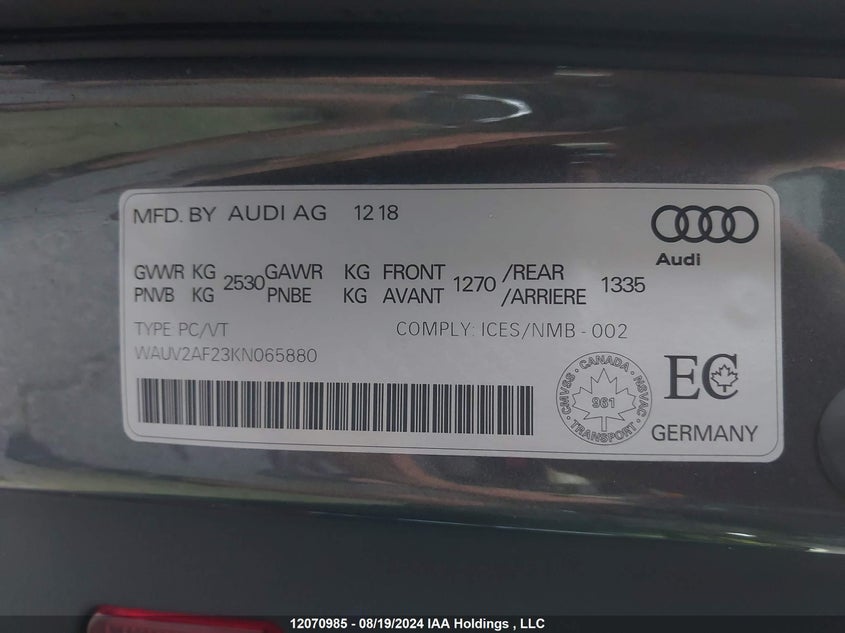 MFD. BY AUDI AG 12 18
Audi
GVWR KG 2530 GAWR KG FRONT 1270 /REAR 1335
PNVB KG PNBE KG AVANT /ARRIERE
TYPE PC/VT COMPLY: ICES/NMB - 002
WAUV2AF23KN065880
CANADA
CMVSS NSVAC
961
TRANSPORT
EC
GERMANY
12070985 - 08/19/2024 IAA Holdings , LLC